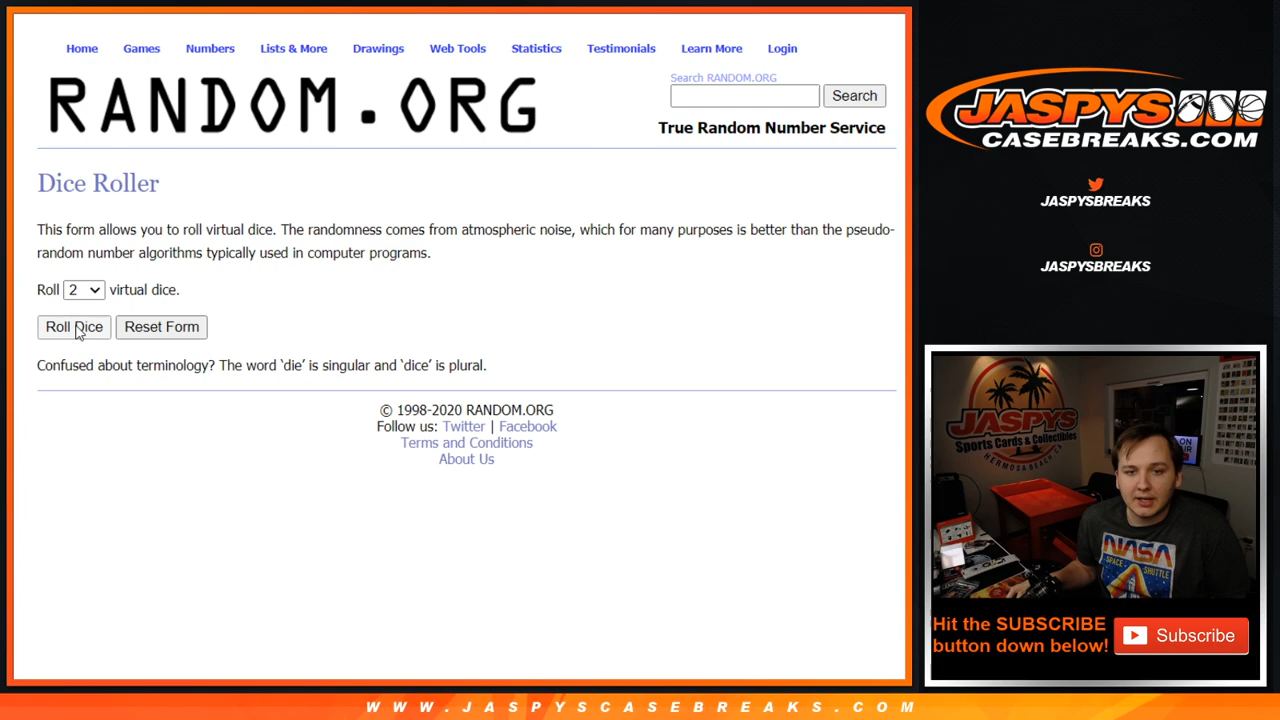 Home Games Numbers Lists & More Drawings Web Tools Statistics Testimonials Learn More Login
RANDOM.ORG
Search RANDOM.ORG
Search
True Random Number Service
Dice Roller
This form allows you to roll virtual dice. The randomness comes from atmospheric noise, which for many purposes is better than the pseudo-
random number algorithms typically used in computer programs.
Roll 2 virtual dice.
Roll Dice Reset Form
Confused about terminology? The word ‘die’ is singular and ‘dice’ is plural.
© 1998-2020 RANDOM.ORG
Follow us: Twitter | Facebook
Terms and Conditions
About Us
JASPYS
CASEBREAKS.COM
JASPYSBREAKS
JASPYSBREAKS
JASPYS
Sports Cards & Collectibles
HERMOSA BEACH, CA
ON
NASA
SPACE SHUTTLE
Hit the SUBSCRIBE
button down below!
Subscribe
WWW.JASPYSCASEBREAKS.COM